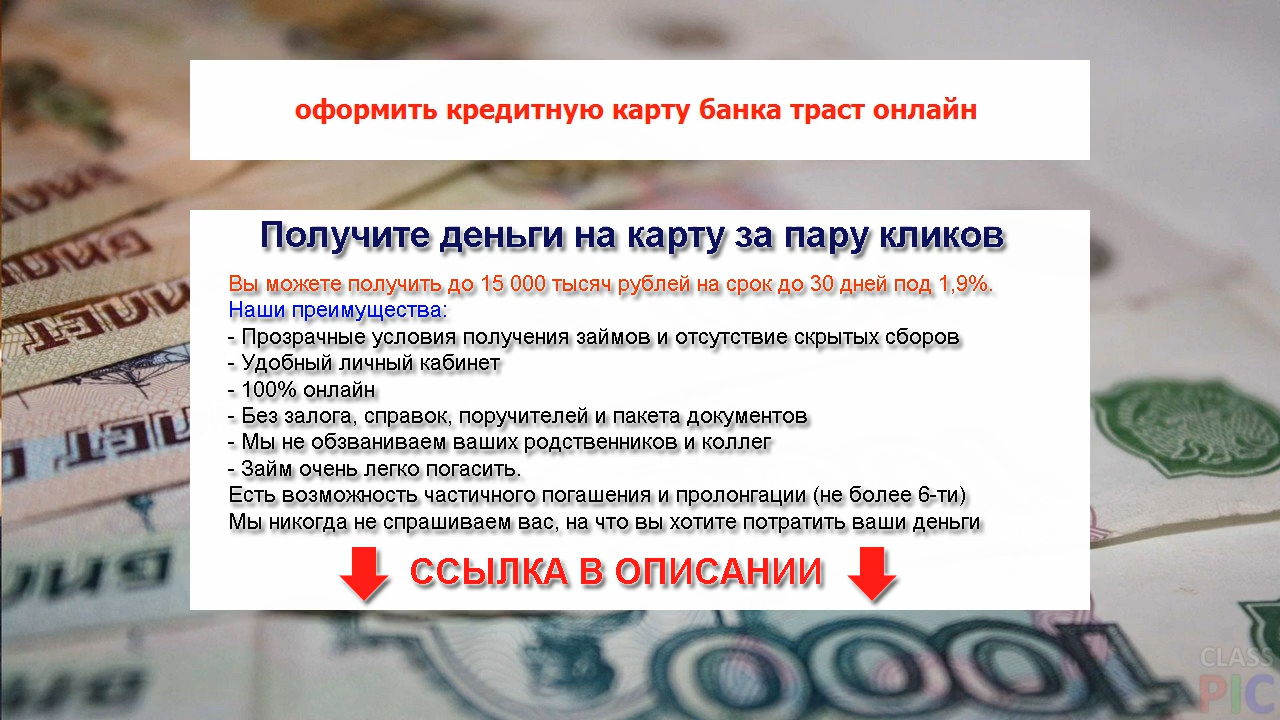 оформить кредитную карту банка траст онлайн
Получите деньги на карту за пару кликов
Вы можете получить до 15 000 тысяч рублей на срок до 30 дней под 1,9%.
Наши преимущества:
- Прозрачные условия получения займов и отсутствие скрытых сборов
- Удобный личный кабинет
- 100% онлайн
- Без залога, справок, поручителей и пакета документов
- Мы не обзваниваем ваших родственников и коллег
- Займ очень легко погасить.
Есть возможность частичного погашения и пролонгации (не более 6-ти)
Мы никогда не спрашиваем вас, на что вы хотите потратить ваши деньги
ССЫЛКА В ОПИСАНИИ
1000
CLASS
PIC